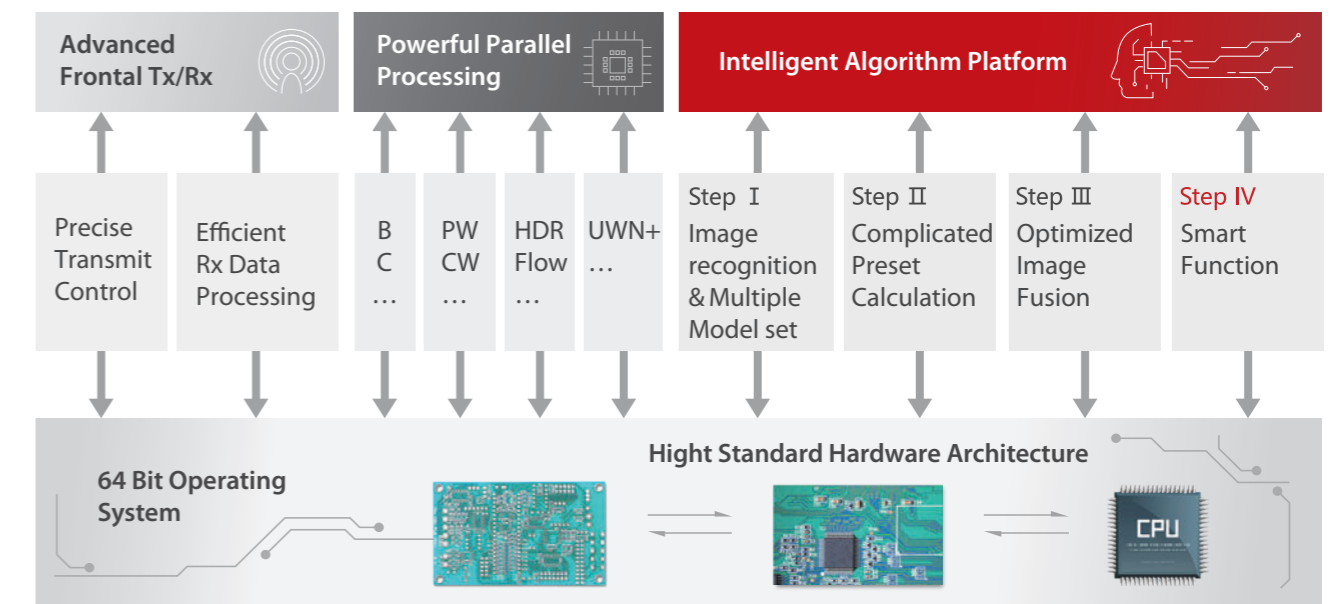 Advanced
Frontal Tx/Rx
Powerful Parallel
Processing
Intelligent Algorithm Platform
Precise
Transmit
Control
Efficient
Rx Data
Processing
B
C
...
PW
CW
...
HDR
Flow
...
UWN+
...
Step Ⅰ
Image
recognition
& Multiple
Model set
Step Ⅱ
Complicated
Preset
Calculation
Step Ⅲ
Optimized
Image
Fusion
Step IV
Smart
Function
64 Bit Operating
System
Hight Standard Hardware Architecture
CPU